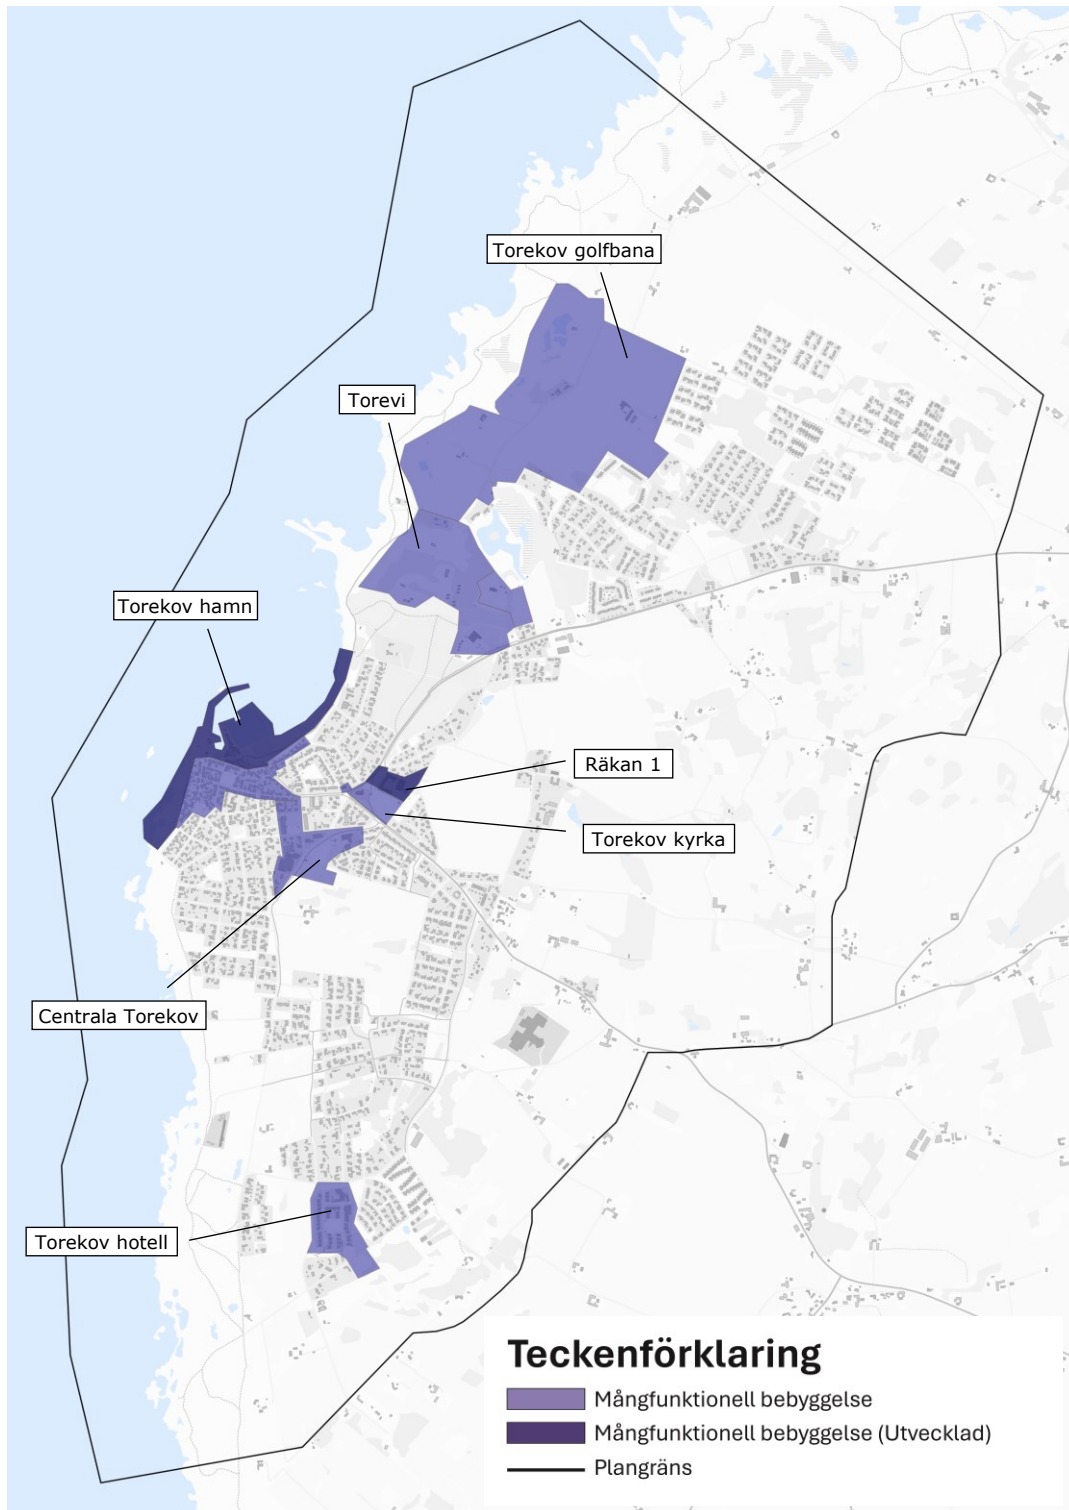 Torekov golfbana
Torevi
Torekov hamn
Räkan 1
Torekov kyrka
Centrala Torekov
Torekov hotell
Teckenförklaring
Mångfunktionell bebyggelse
Mångfunktionell bebyggelse (Utvecklad)
Plangräns